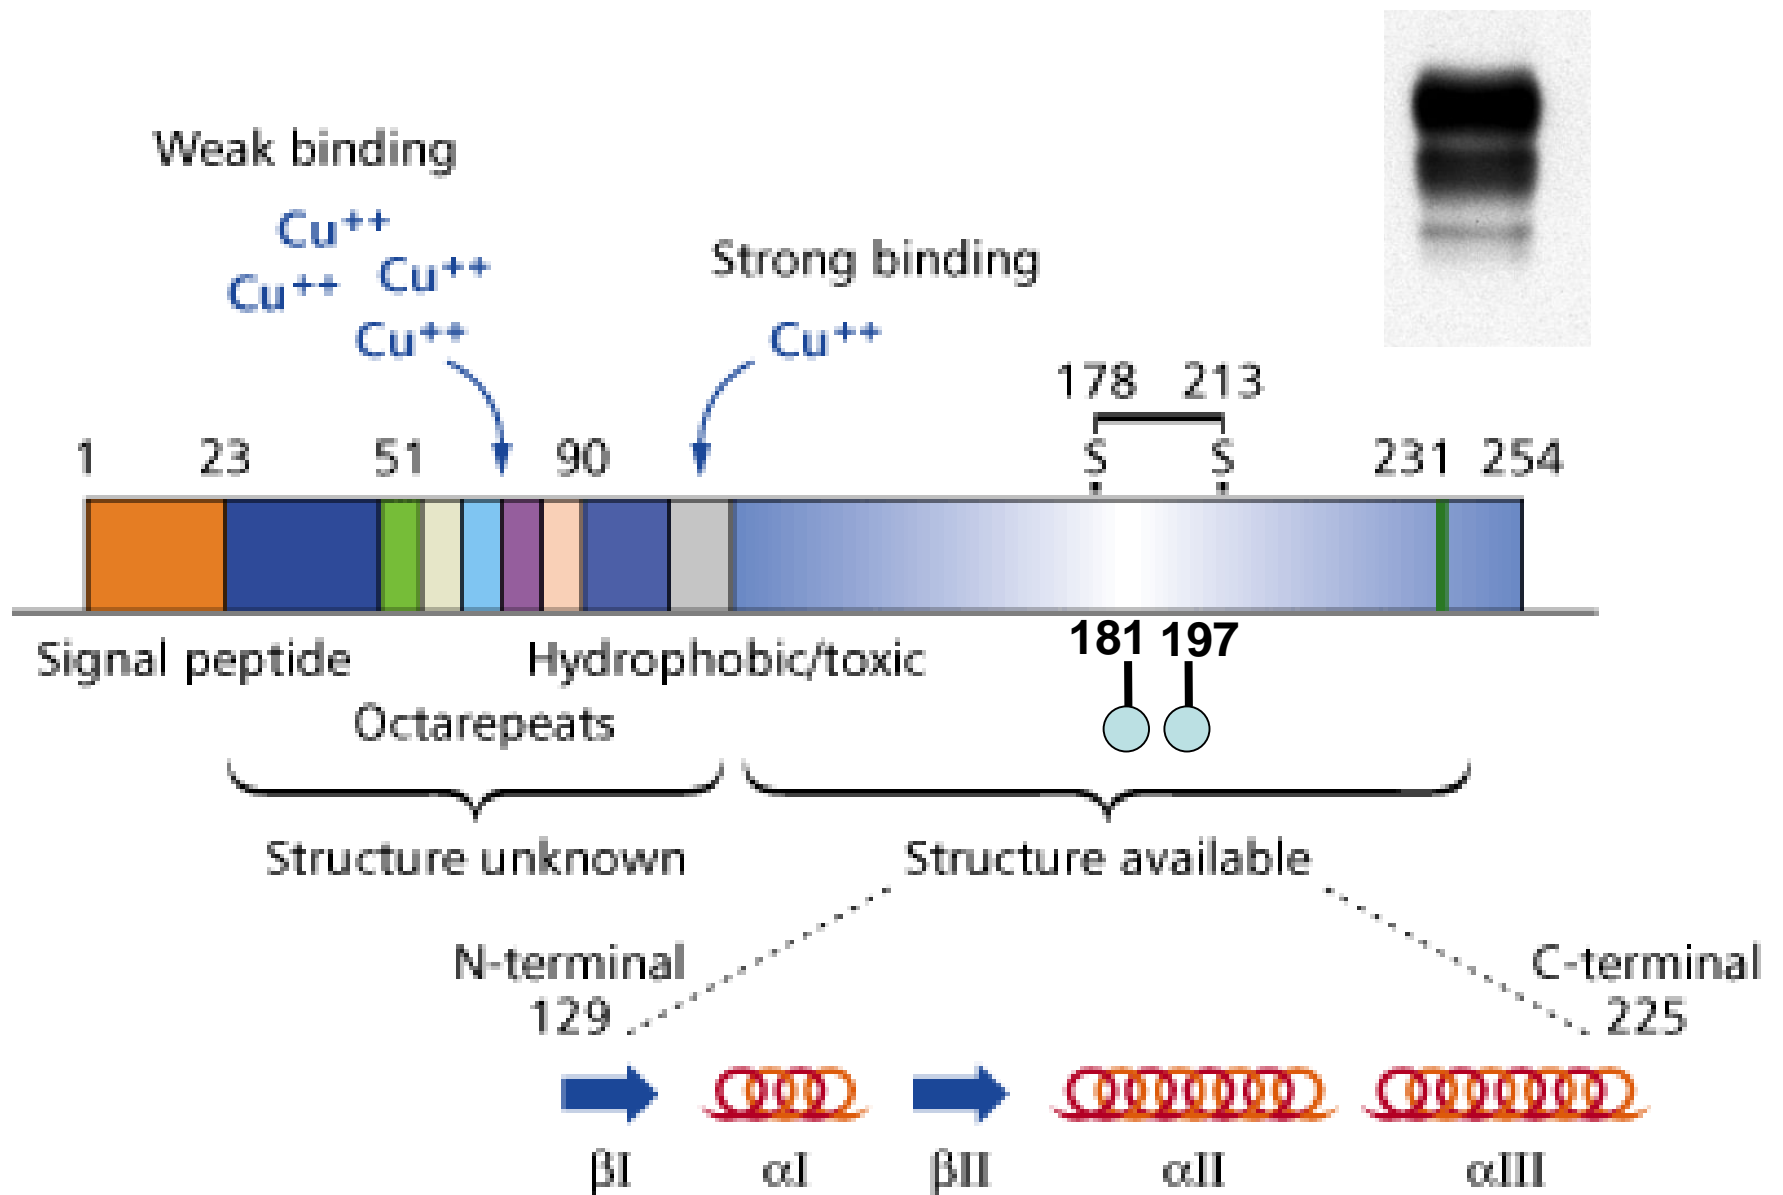 Weak binding
Cu++
Cu++
Cu++
Cu++
Strong binding
Cu++
178 213
S S
1 23 51 90 231 254
181 197
Signal peptide
Hydrophobic/toxic
Octarepeats
Structure unknown
Structure available
N-terminal
129
C-terminal
225
βI αI βII αII αIII